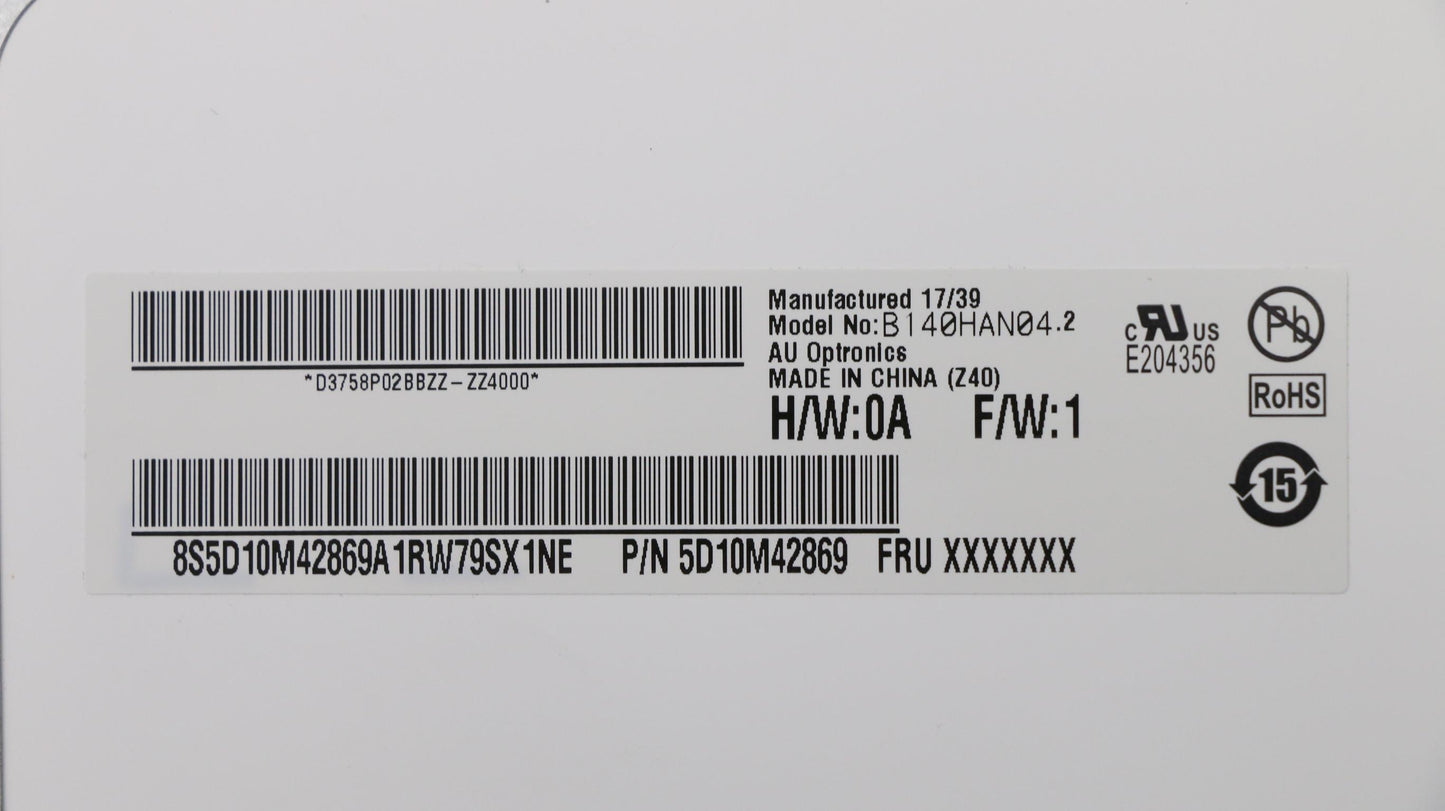 *D3758P02BBZZ-ZZ4000*
Manufactured 17/39
Model No:B140HAN04.2
AU Optronics
MADE IN CHINA (Z40)
H/W:0A F/W:1
c RU US
E204356
Pb
RoHS
15
8S5D10M42869A1RW79SX1NE P/N 5D10M42869 FRU XXXXXXX